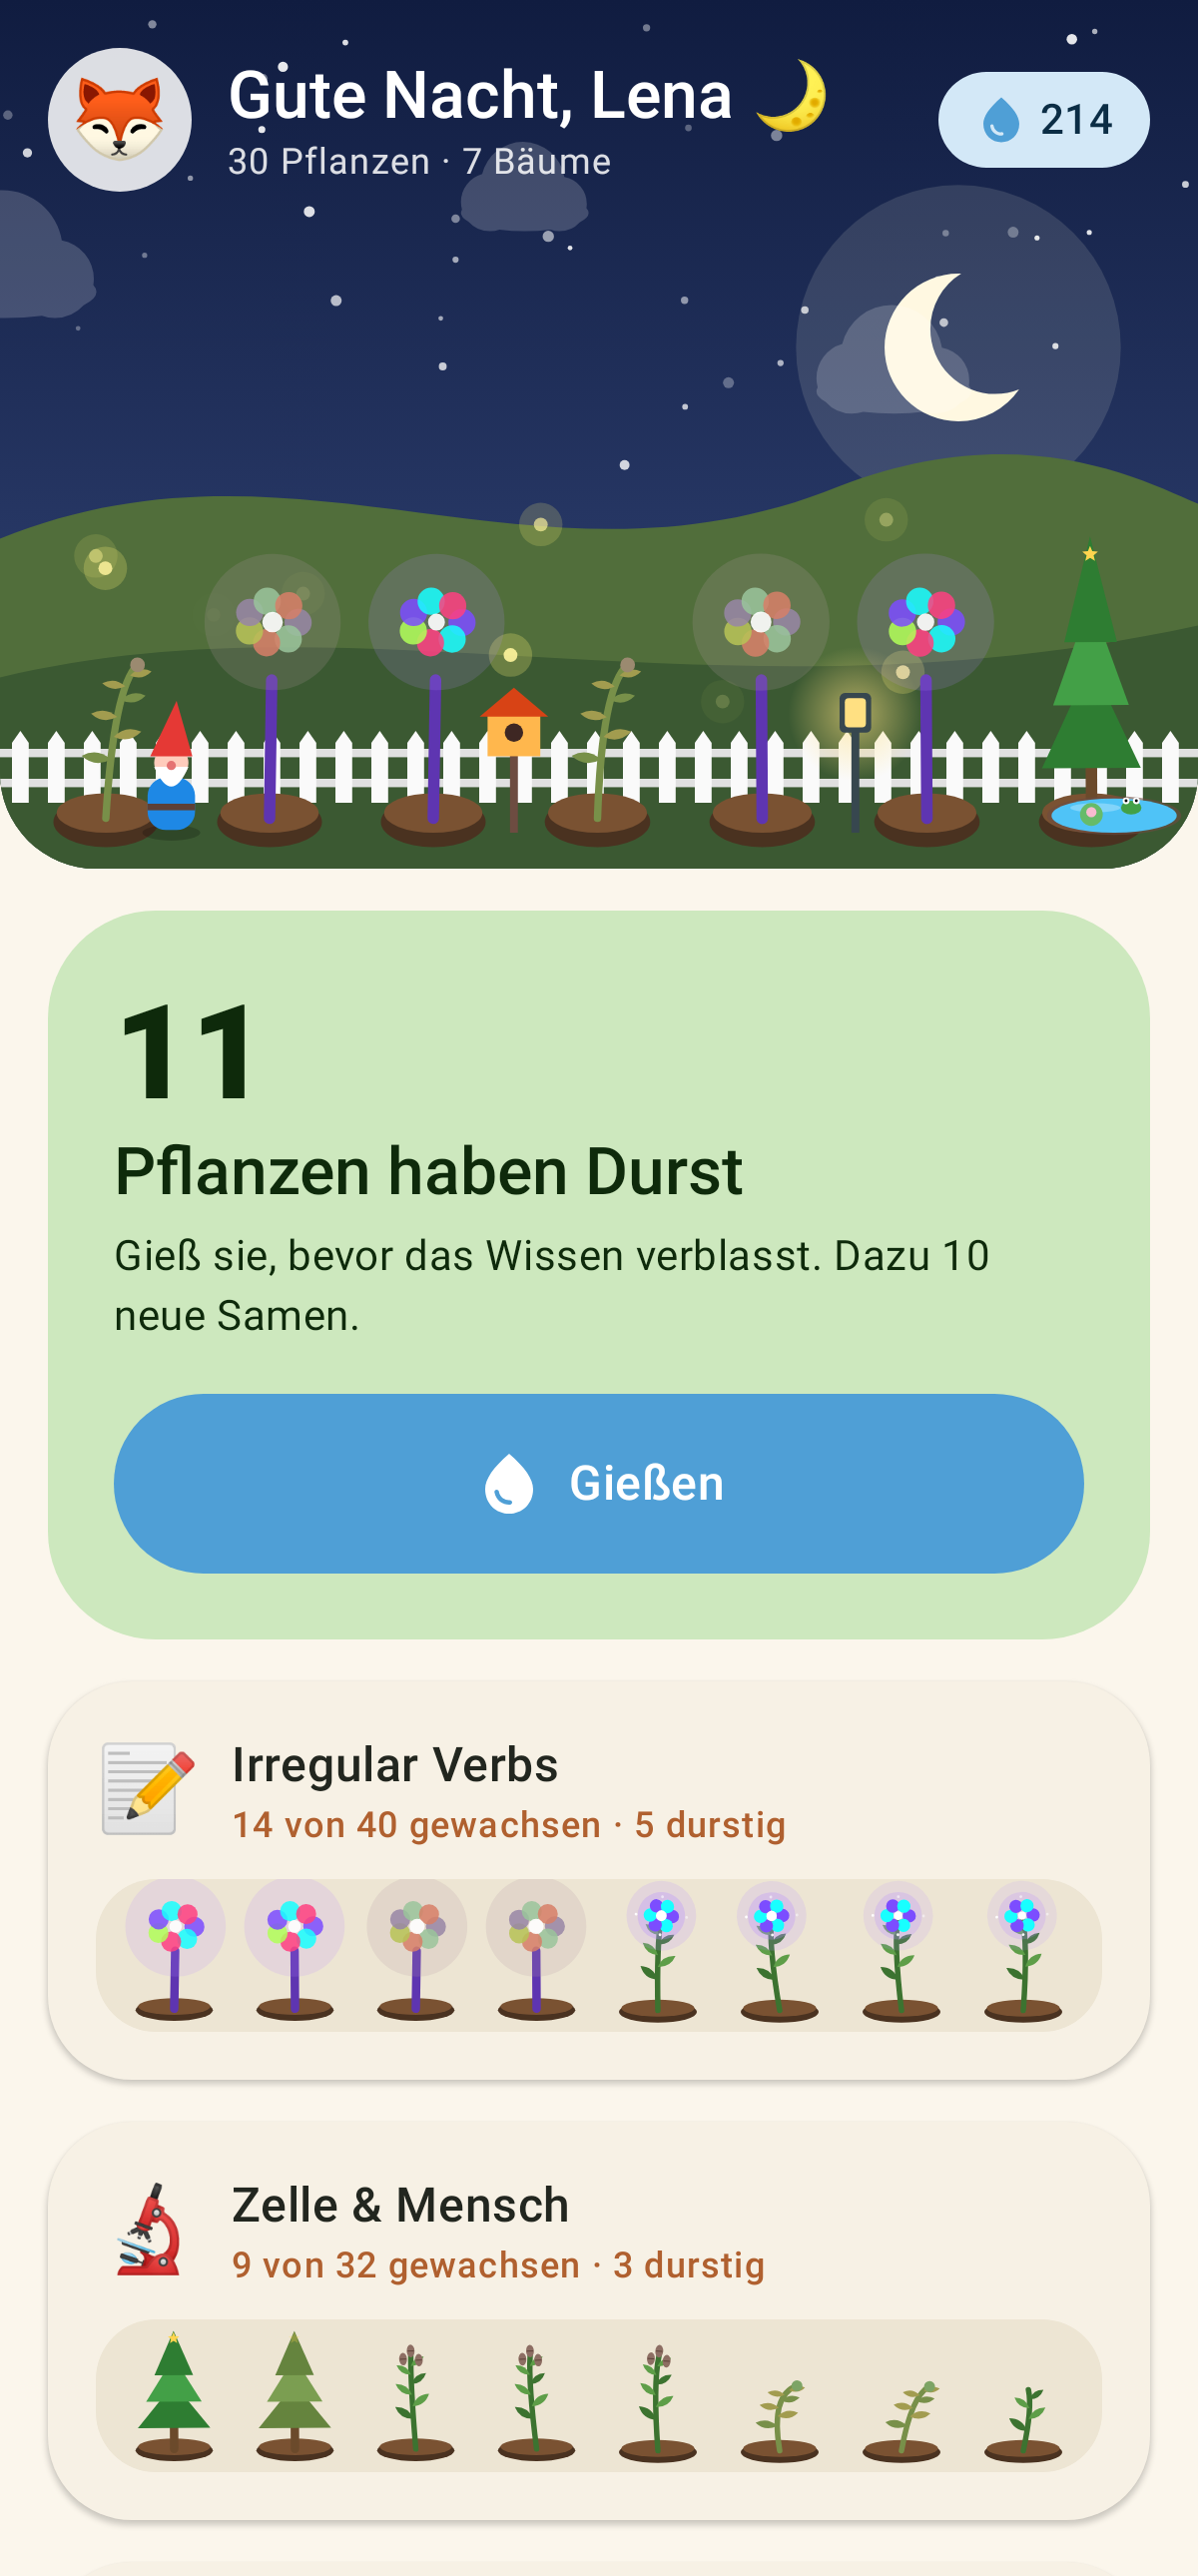 Gute Nacht, Lena 🌙
30 Pflanzen · 7 Bäume
214
11
Pflanzen haben Durst
Gieß sie, bevor das Wissen verblasst. Dazu 10
neue Samen.
Gießen
Irregular Verbs
14 von 40 gewachsen · 5 durstig
Zelle & Mensch
9 von 32 gewachsen · 3 durstig